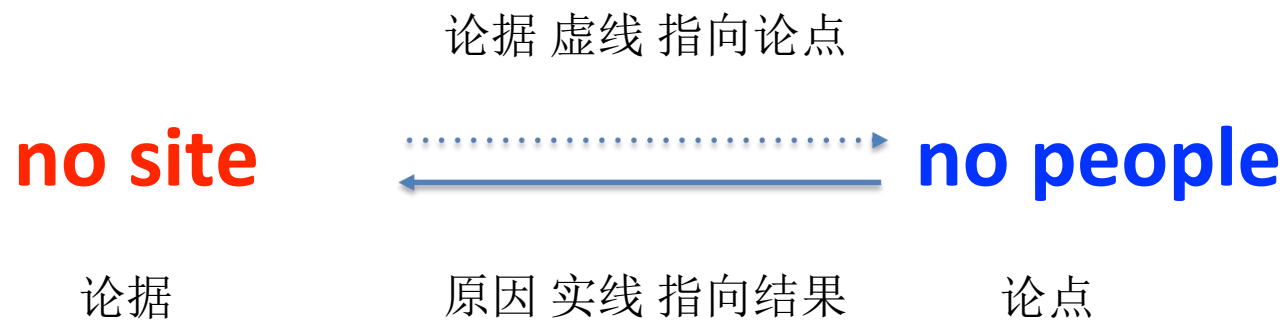 论据 虚线 指向论点
no site
no people
论据
原因 实线 指向结果
论点